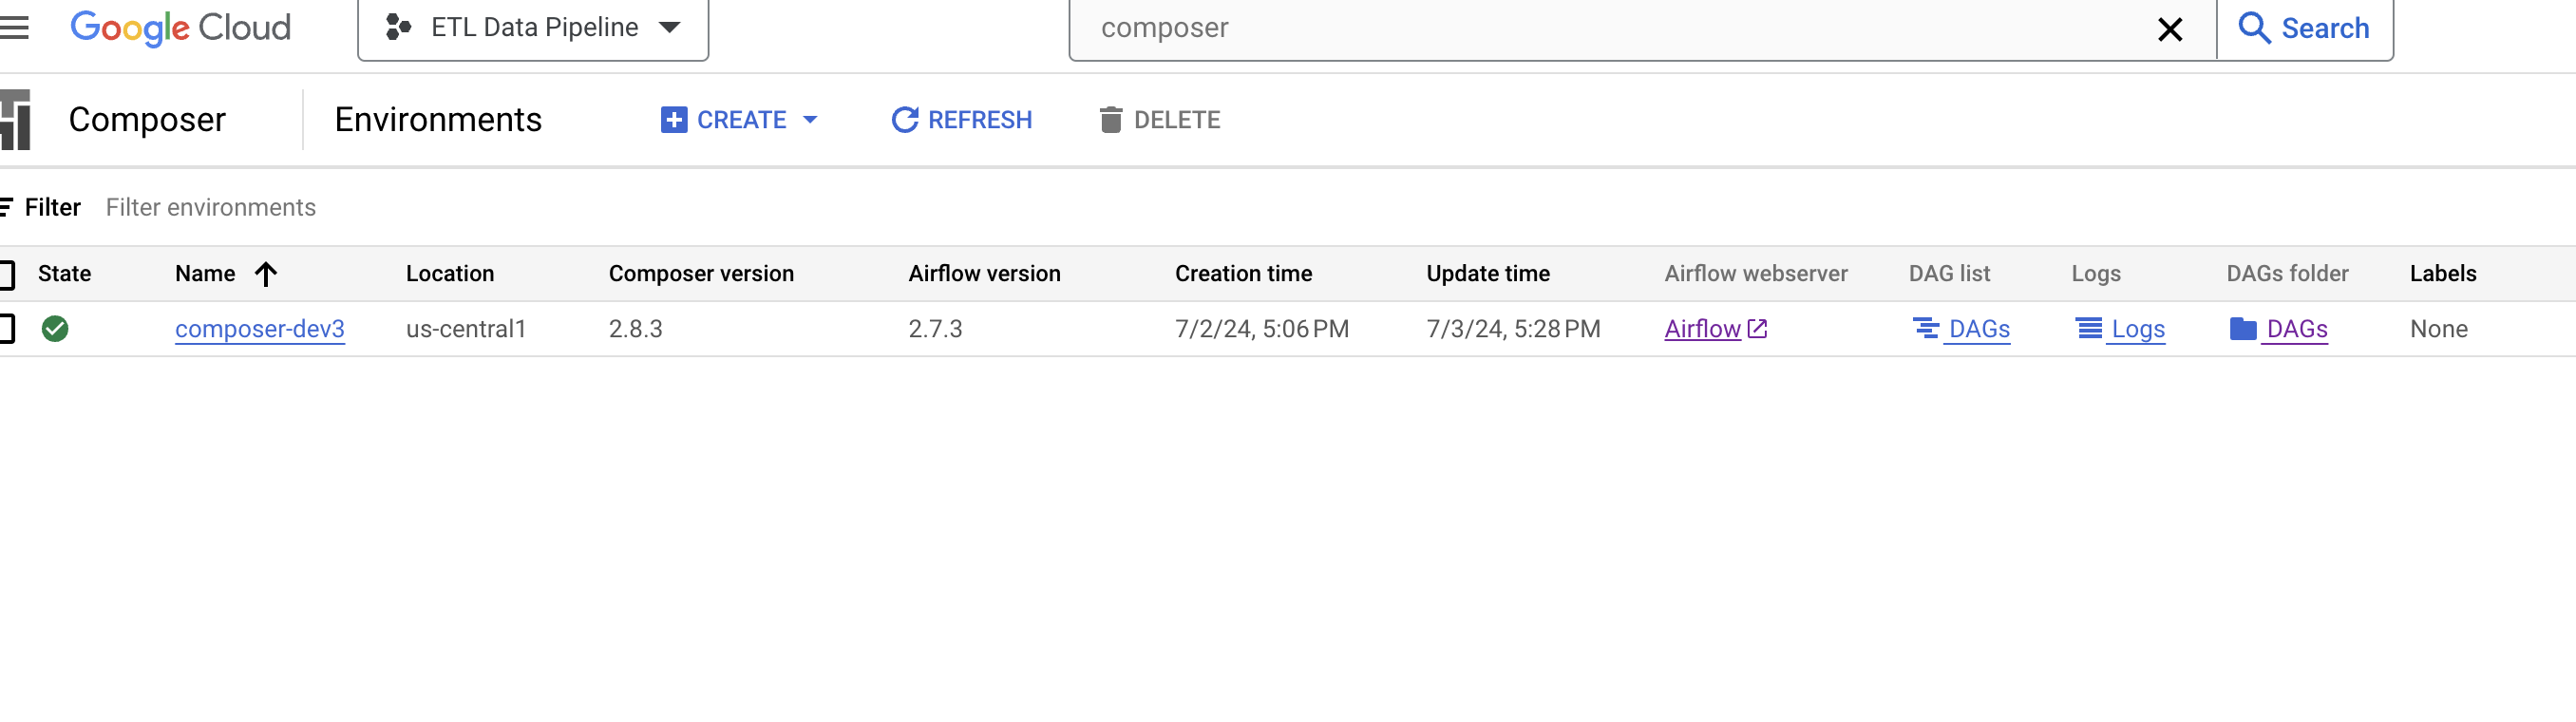 Google Cloud ETL Data Pipeline composer Search
Composer Environments CREATE REFRESH DELETE
Filter Filter environments
State Name Location Composer version Airflow version Creation time Update time Airflow webserver DAG list Logs DAGs folder Labels
composer-dev3 us-central1 2.8.3 2.7.3 7/2/24, 5:06 PM 7/3/24, 5:28 PM Airflow DAGs Logs DAGs None